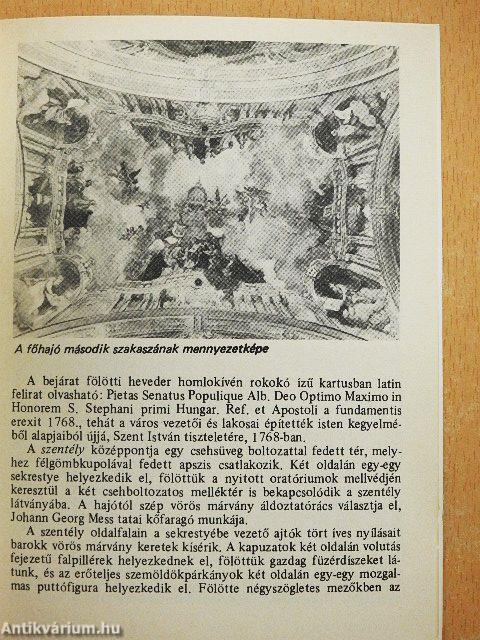 A főhajó második szakaszának mennyezetképe
A bejárat fölötti heveder homlokívén rokokó ízű kartusban latin
felirat olvasható: Pietas Senatus Populique Alb. Deo Optimo Maximo in
Honorem S. Stephani primi Hungar. Ref. et Apostoli a fundamentis
erexit 1768., tehát a város vezetői és lakosai építették isten kegyelmé-
ből alapjaiból újjá, Szent István tiszteletére, 1768-ban.
A szentély középpontja egy csehsüveg boltozattal fedett tér, mely-
hez félgömbkupolával fedett apszis csatlakozik. Két oldalán egy-egy
sekrestye helyezkedik el, fölöttük a nyitott oratóriumok mellvédjén
keresztül a két csehboltozatos melléktér is bekapcsolódik a szentély
látványába. A hajótól szép vörös márvány áldoztatórács választja el,
Johann Georg Mess tatai kőfaragó munkája.
A szentély oldalfalain a sekrestyébe vezető ajtók tört íves nyílásait
barokk vörös márvány keretek kísérik. A kapuzatok két oldalán volutás
fejezetű falpillérek helyezkednek el, fölöttük gazdag füzérdíszeket lá-
tunk, és az erőteljes szemöldökpárkányok két oldalán egy-egy mozgal-
mas puttófigura helyezkedik el. Fölötte négyszögletes mezőkben az
Antikvárium.hu